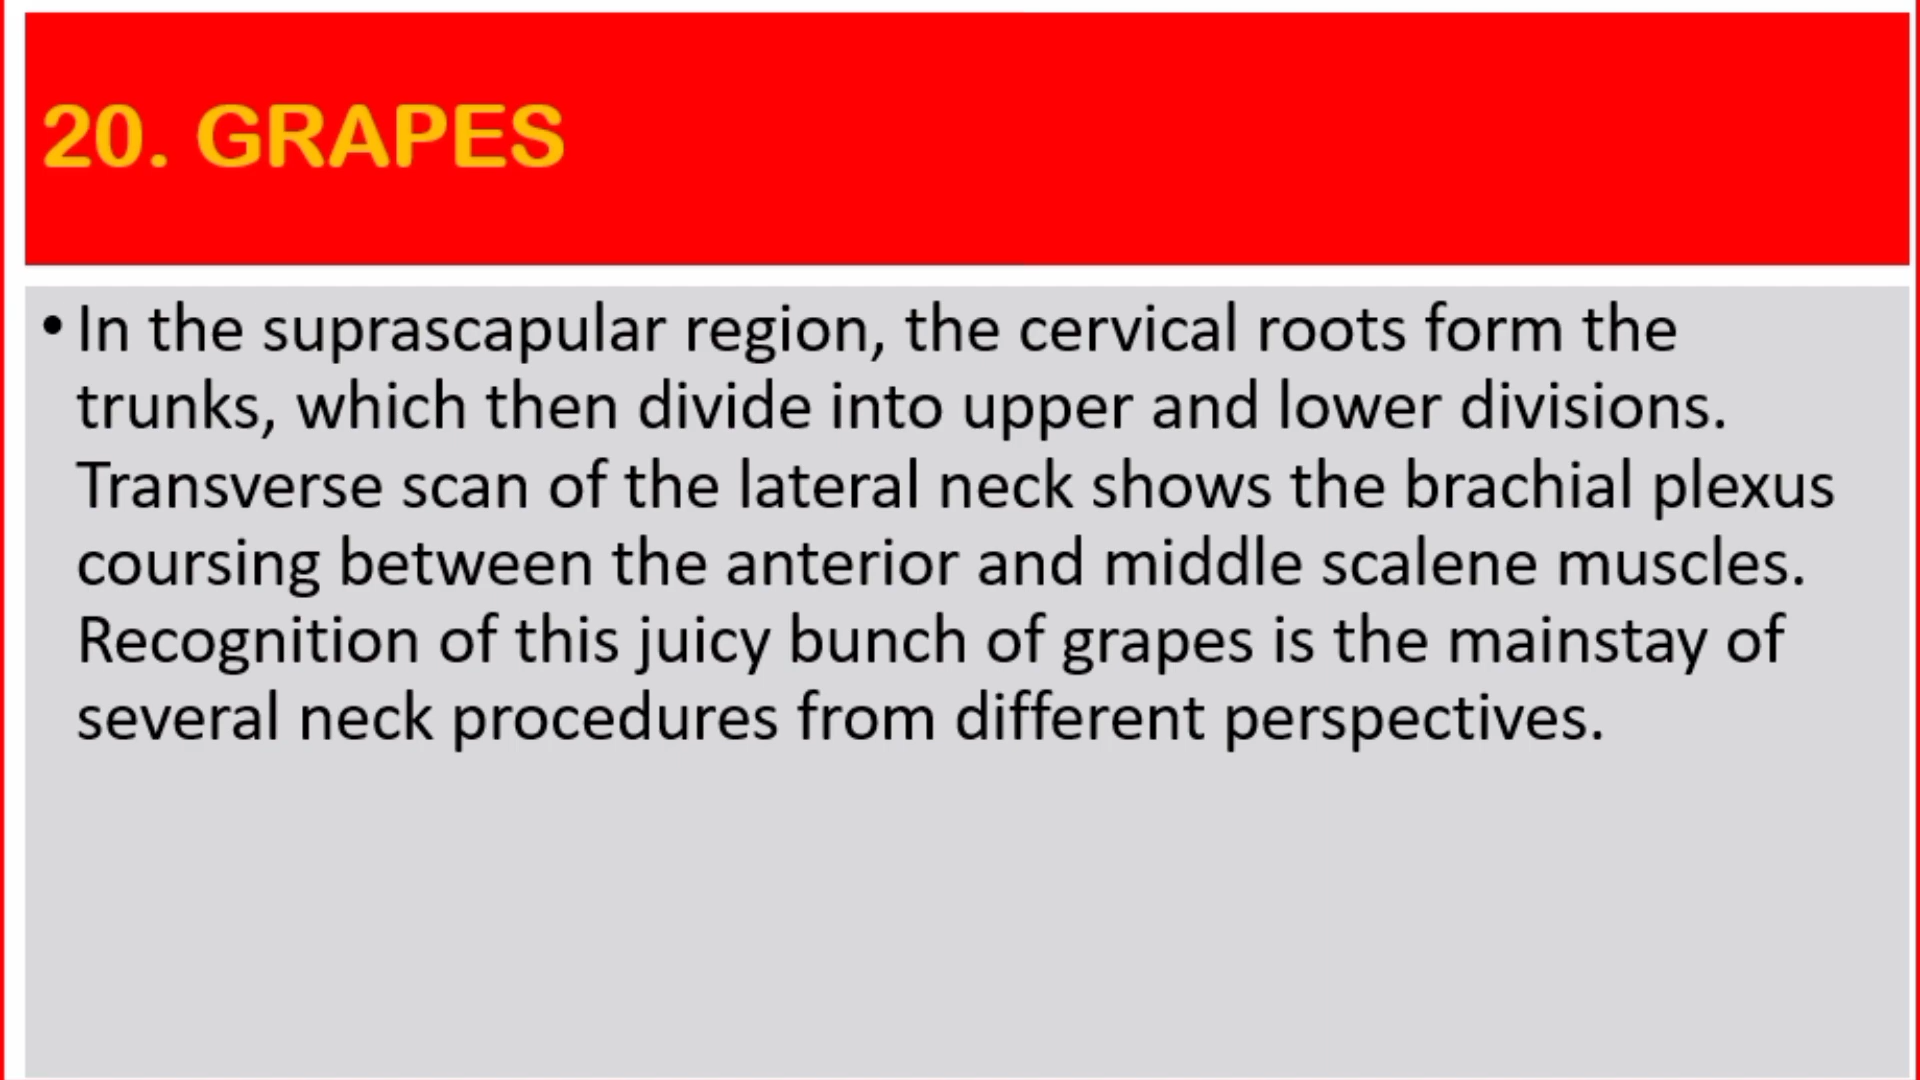 20. GRAPES
• In the suprascapular region, the cervical roots form the
trunks, which then divide into upper and lower divisions.
Transverse scan of the lateral neck shows the brachial plexus
coursing between the anterior and middle scalene muscles.
Recognition of this juicy bunch of grapes is the mainstay of
several neck procedures from different perspectives.